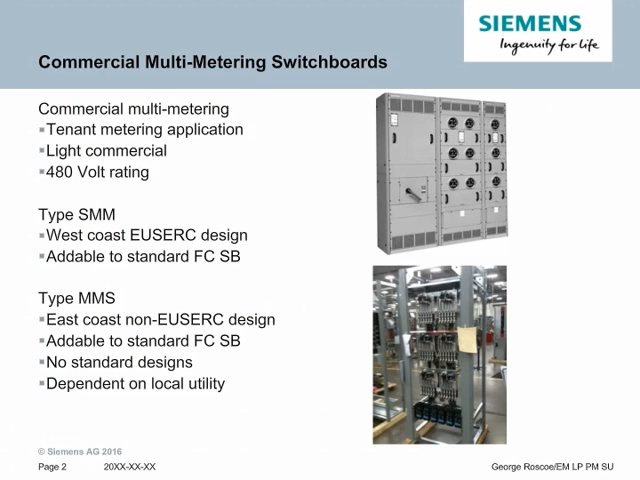 SIEMENS
Ingenuity for life
Commercial Multi-Metering Switchboards
Commercial multi-metering
▪Tenant metering application
▪Light commercial
▪480 Volt rating
Type SMM
▪West coast EUSERC design
▪Addable to standard FC SB
Type MMS
▪East coast non-EUSERC design
▪Addable to standard FC SB
▪No standard designs
▪Dependent on local utility
© Siemens AG 2016
Page 2 20XX-XX-XX George Roscoe/EM LP PM SU